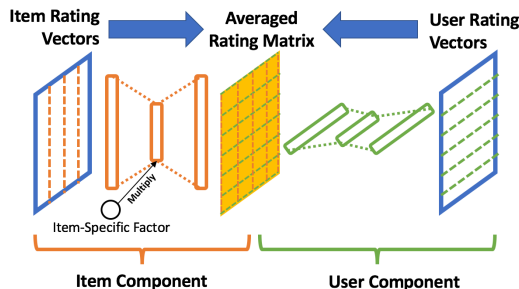 Item Rating
Vectors
Averaged
Rating Matrix
User Rating
Vectors
Multiply
Item-Specific Factor
Item Component
User Component